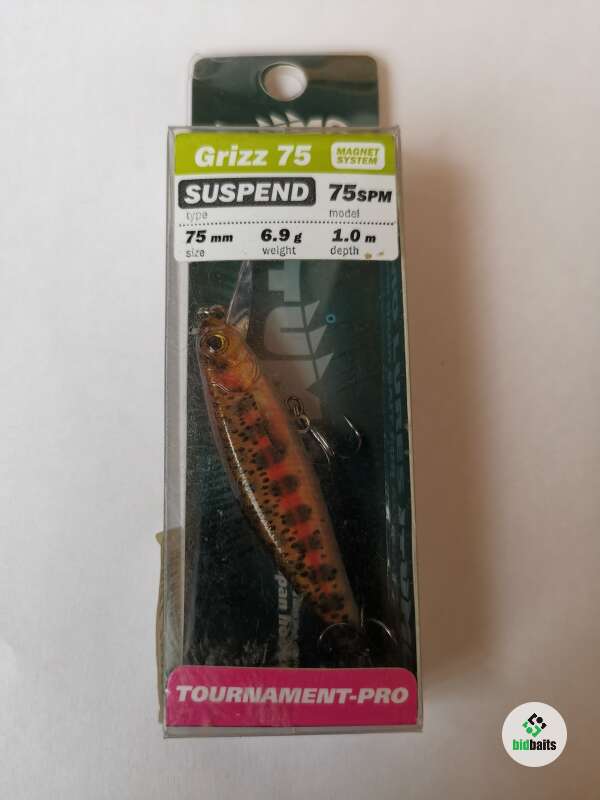 Grizz 75
MAGNET
SYSTEM
SUSPEND
75SPM
type
model
75 mm
6.9 g
1.0 m
size
weight
depth
TOURNAMENT-PRO
bidbaits